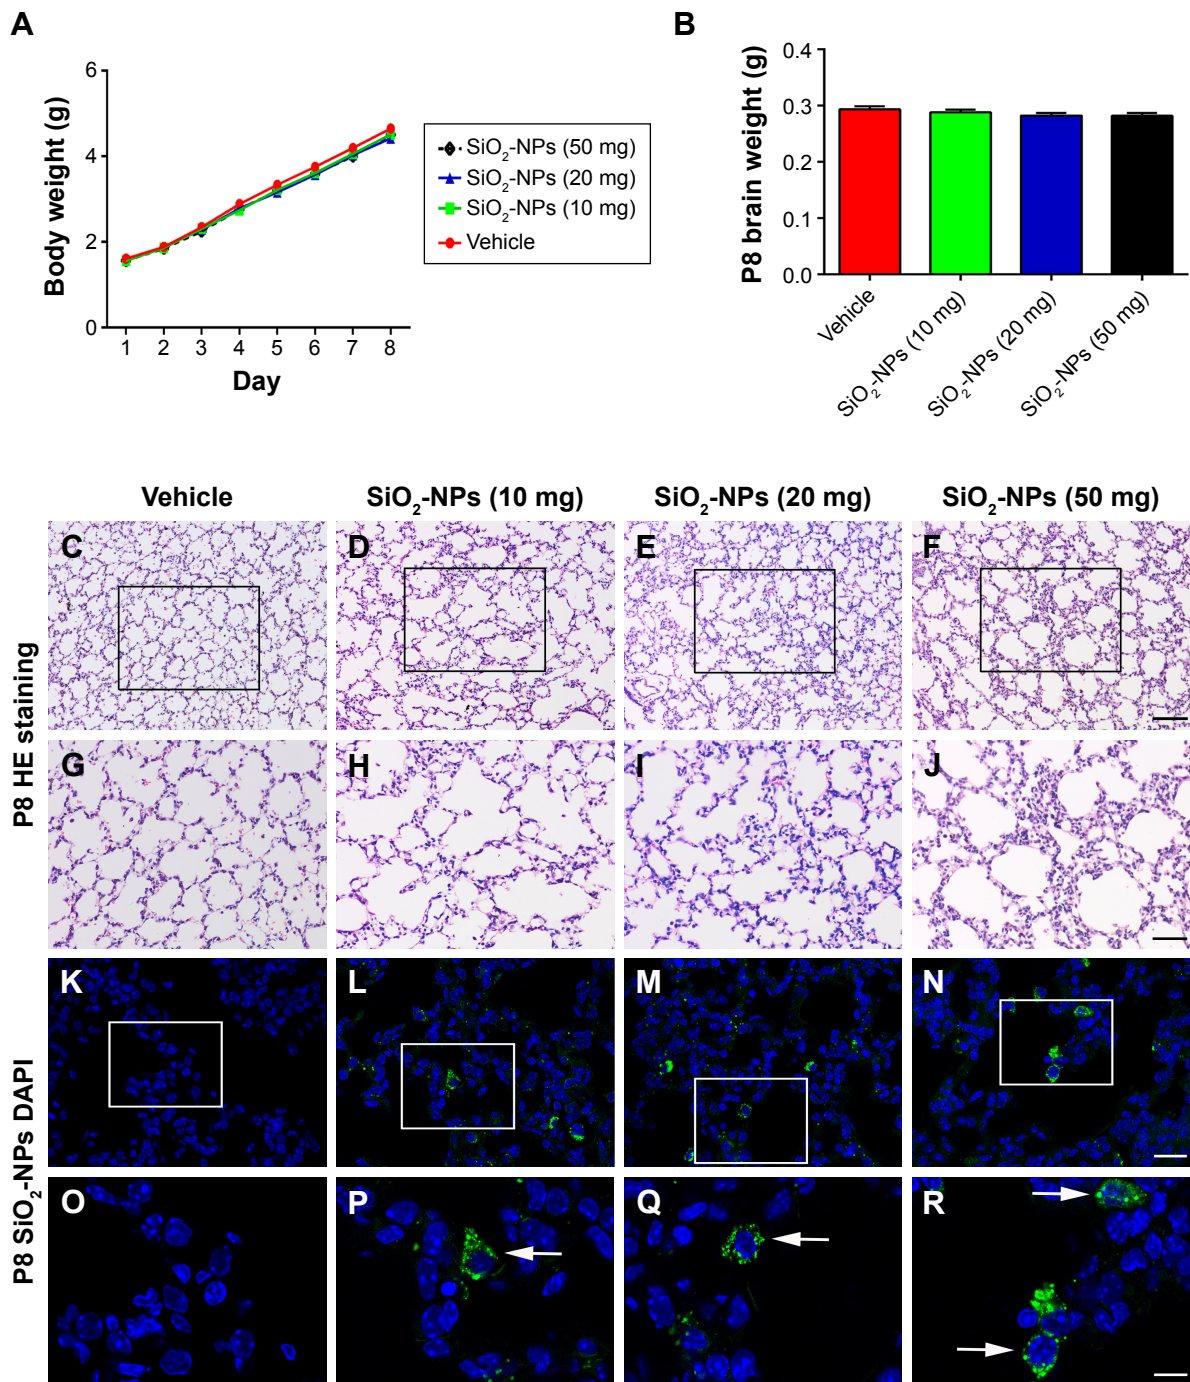 A
Body weight (g)
6
4
2
0
1 2 3 4 5 6 7 8
Day
SiO₂-NPs (50 mg)
SiO₂-NPs (20 mg)
SiO₂-NPs (10 mg)
Vehicle
B
P8 brain weight (g)
0.4
0.3
0.2
0.1
0.0
Vehicle
SiO₂-NPs (10 mg)
SiO₂-NPs (20 mg)
SiO₂-NPs (50 mg)
Vehicle SiO₂-NPs (10 mg) SiO₂-NPs (20 mg) SiO₂-NPs (50 mg)
P8 HE staining
C D E F
G H I J
P8 SiO₂-NPs DAPI
K L M N
O P Q R